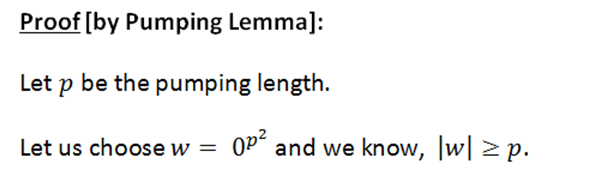 Proof [by Pumping Lemma]:
Let p be the pumping length.
Let us choose w = 0^{p^2} and we know, |w| ≥ p.